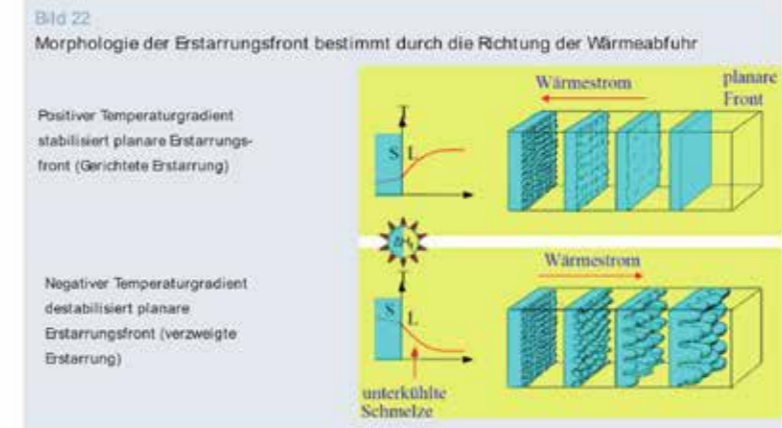 Bild 22
Morphologie der Erstarrungsfront bestimmt durch die Richtung der Wärmeabfuhr
Positiver Temperaturgradient
stabilisiert planare Erstarrungs-
front (Gerichtete Erstarrung)
T
S L
Wärmestrom
planare
Front
Negativer Temperaturgradient
destabilisiert planare
Erstarrungsfront (verzweigte
Erstarrung)
T
S L
unterkühlte
Schmelze
Wärmestrom